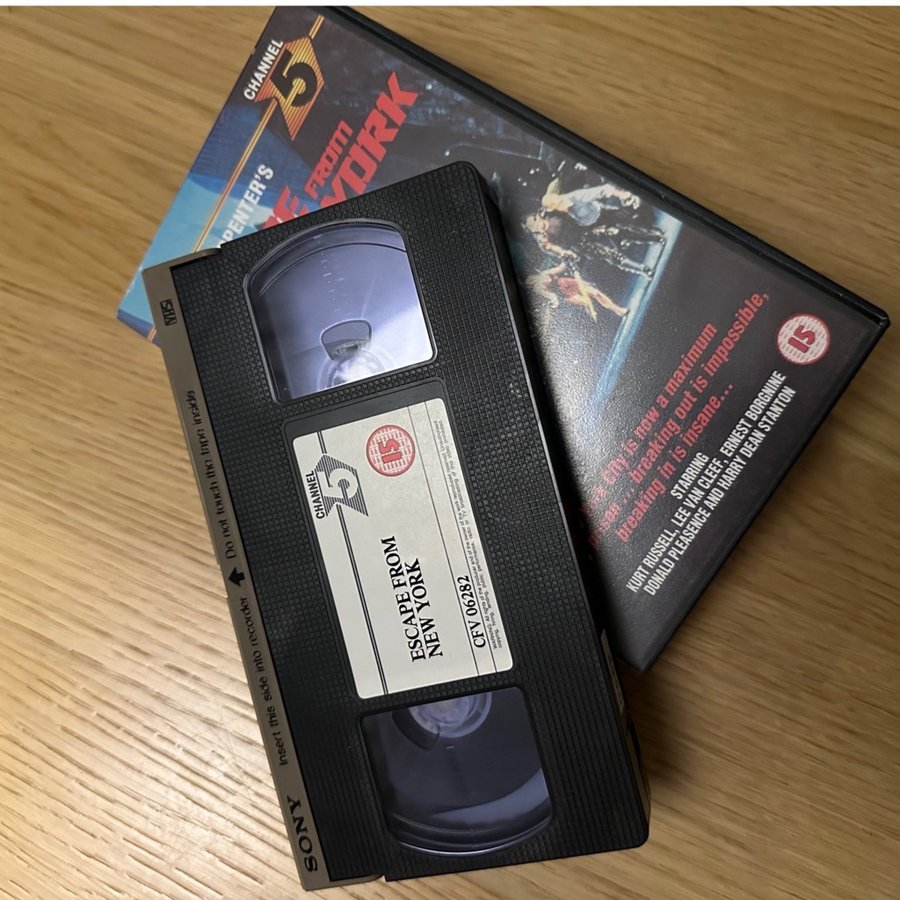 CHANNEL
5
PENTER'S
FROM
YORK
City is now a maximum
breaking out is impossible,
breaking in is insane...
15
STARRING
KURT RUSSELL, LEE VAN CLEEF, ERNEST BORGNINE
DONALD PLEASENCE AND HARRY DEAN STANTON
VHS
Insert this side into recorder
Do not touch the tape inside
SONY
CHANNEL
5
15
ESCAPE FROM
NEW YORK
CFV 06282